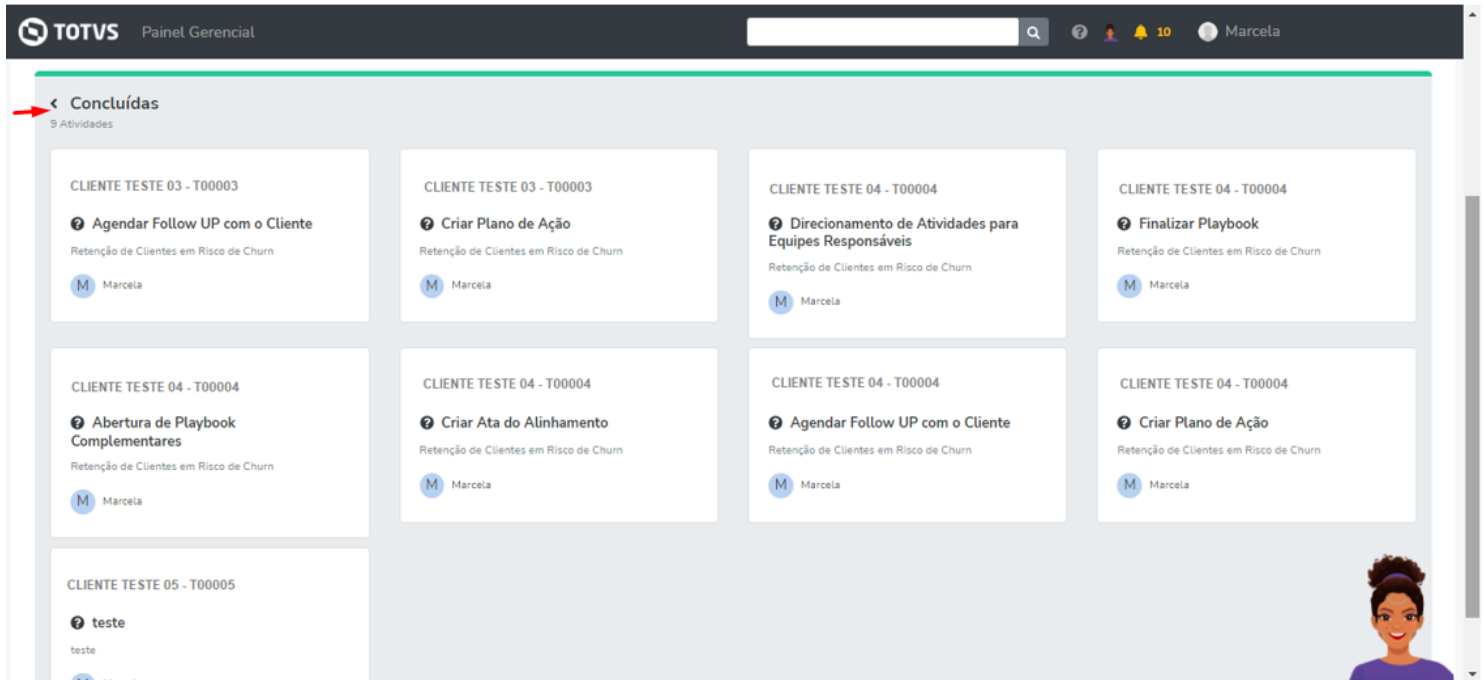 TOTVS Painel Gerencial 10 Marcela
Concluídas
9 Atividades
CLIENTE TESTE 03 - T00003
Agendar Follow UP com o Cliente
Retenção de Clientes em Risco de Churn
M Marcela
CLIENTE TESTE 03 - T00003
Criar Plano de Ação
Retenção de Clientes em Risco de Churn
M Marcela
CLIENTE TESTE 04 - T00004
Direcionamento de Atividades para
Equipes Responsáveis
Retenção de Clientes em Risco de Churn
M Marcela
CLIENTE TESTE 04 - T00004
Finalizar Playbook
Retenção de Clientes em Risco de Churn
M Marcela
CLIENTE TESTE 04 - T00004
Abertura de Playbook
Complementares
Retenção de Clientes em Risco de Churn
M Marcela
CLIENTE TESTE 04 - T00004
Criar Ata do Alinhamento
Retenção de Clientes em Risco de Churn
M Marcela
CLIENTE TESTE 04 - T00004
Agendar Follow UP com o Cliente
Retenção de Clientes em Risco de Churn
M Marcela
CLIENTE TESTE 04 - T00004
Criar Plano de Ação
Retenção de Clientes em Risco de Churn
M Marcela
CLIENTE TESTE 05 - T00005
teste
teste